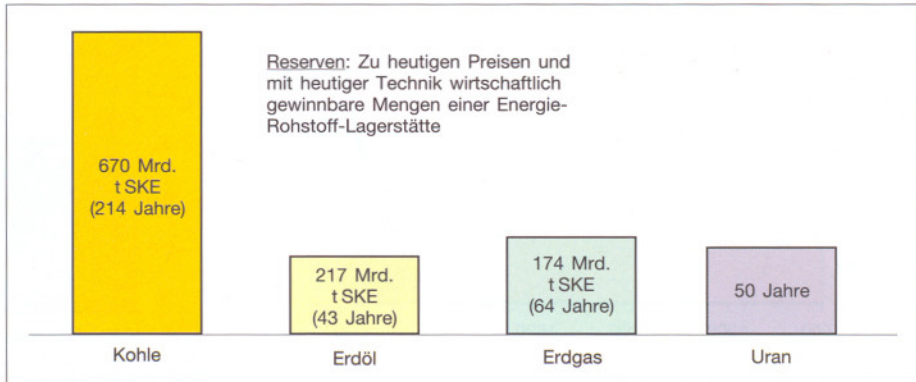 Reserven: Zu heutigen Preisen und
mit heutiger Technik wirtschaftlich
gewinnbare Mengen einer Energie-
Rohstoff-Lagerstätte
670 Mrd.
t SKE
(214 Jahre)
217 Mrd.
t SKE
(43 Jahre)
174 Mrd.
t SKE
(64 Jahre)
50 Jahre
Kohle
Erdöl
Erdgas
Uran